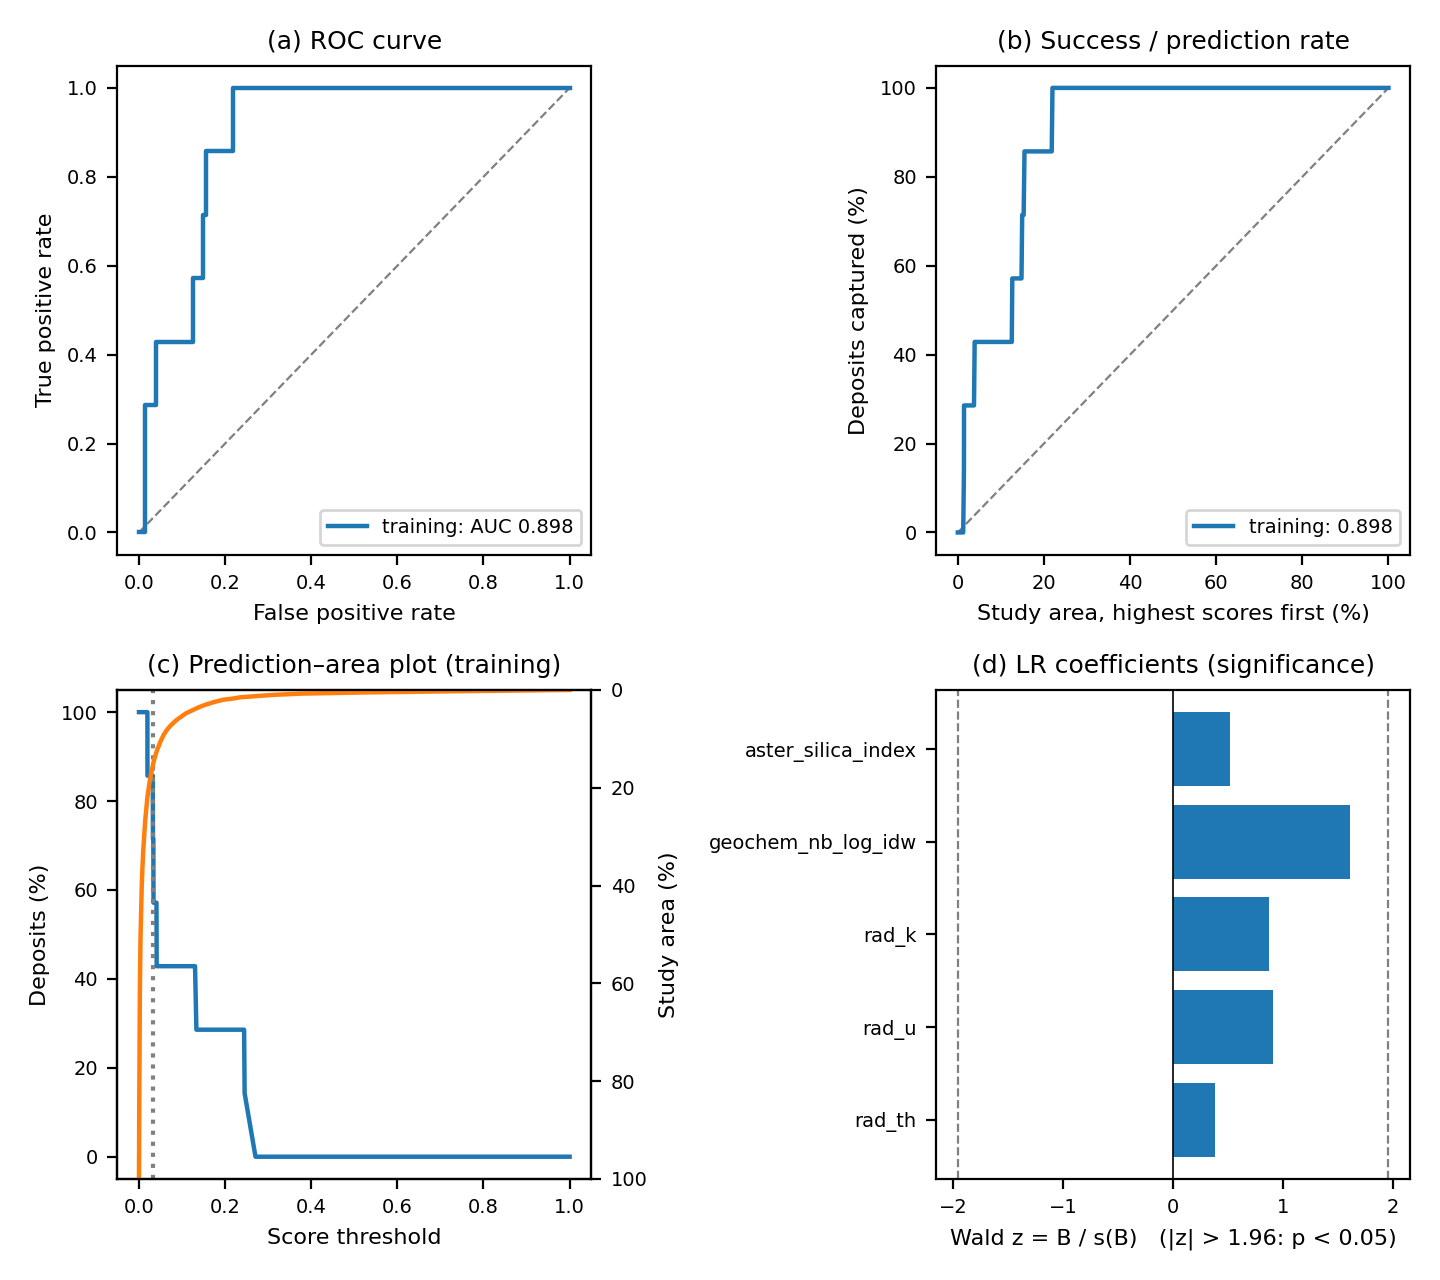 (a) ROC curve
1.0
0.8
0.6
0.4
0.2
0.0
True positive rate
training: AUC 0.898
0.0 0.2 0.4 0.6 0.8 1.0
False positive rate
(b) Success / prediction rate
100
80
60
40
20
0
Deposits captured (%)
training: 0.898
0 20 40 60 80 100
Study area, highest scores first (%)
(c) Prediction–area plot (training)
100
80
60
40
20
0
Deposits (%)
0
20
40
60
80
100
Study area (%)
0.0 0.2 0.4 0.6 0.8 1.0
Score threshold
(d) LR coefficients (significance)
aster_silica_index
geochem_nb_log_idw
rad_k
rad_u
rad_th
−2 −1 0 1 2
Wald z = B / s(B) (|z| > 1.96: p < 0.05)